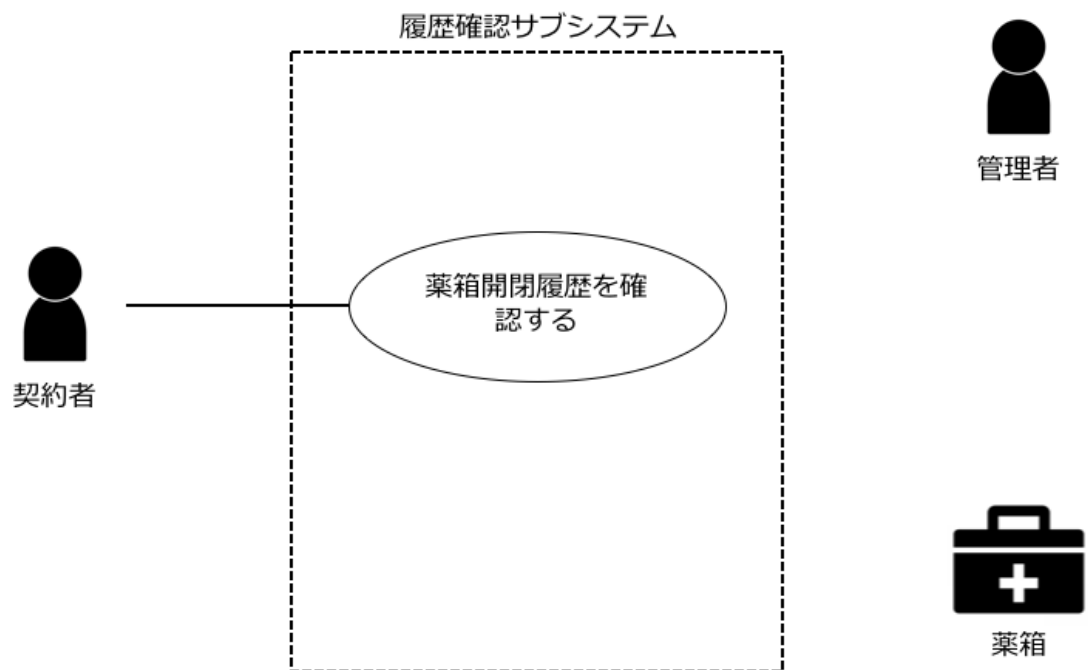 履歴確認サブシステム
管理者
薬箱開閉履歴を確
認する
契約者
薬箱